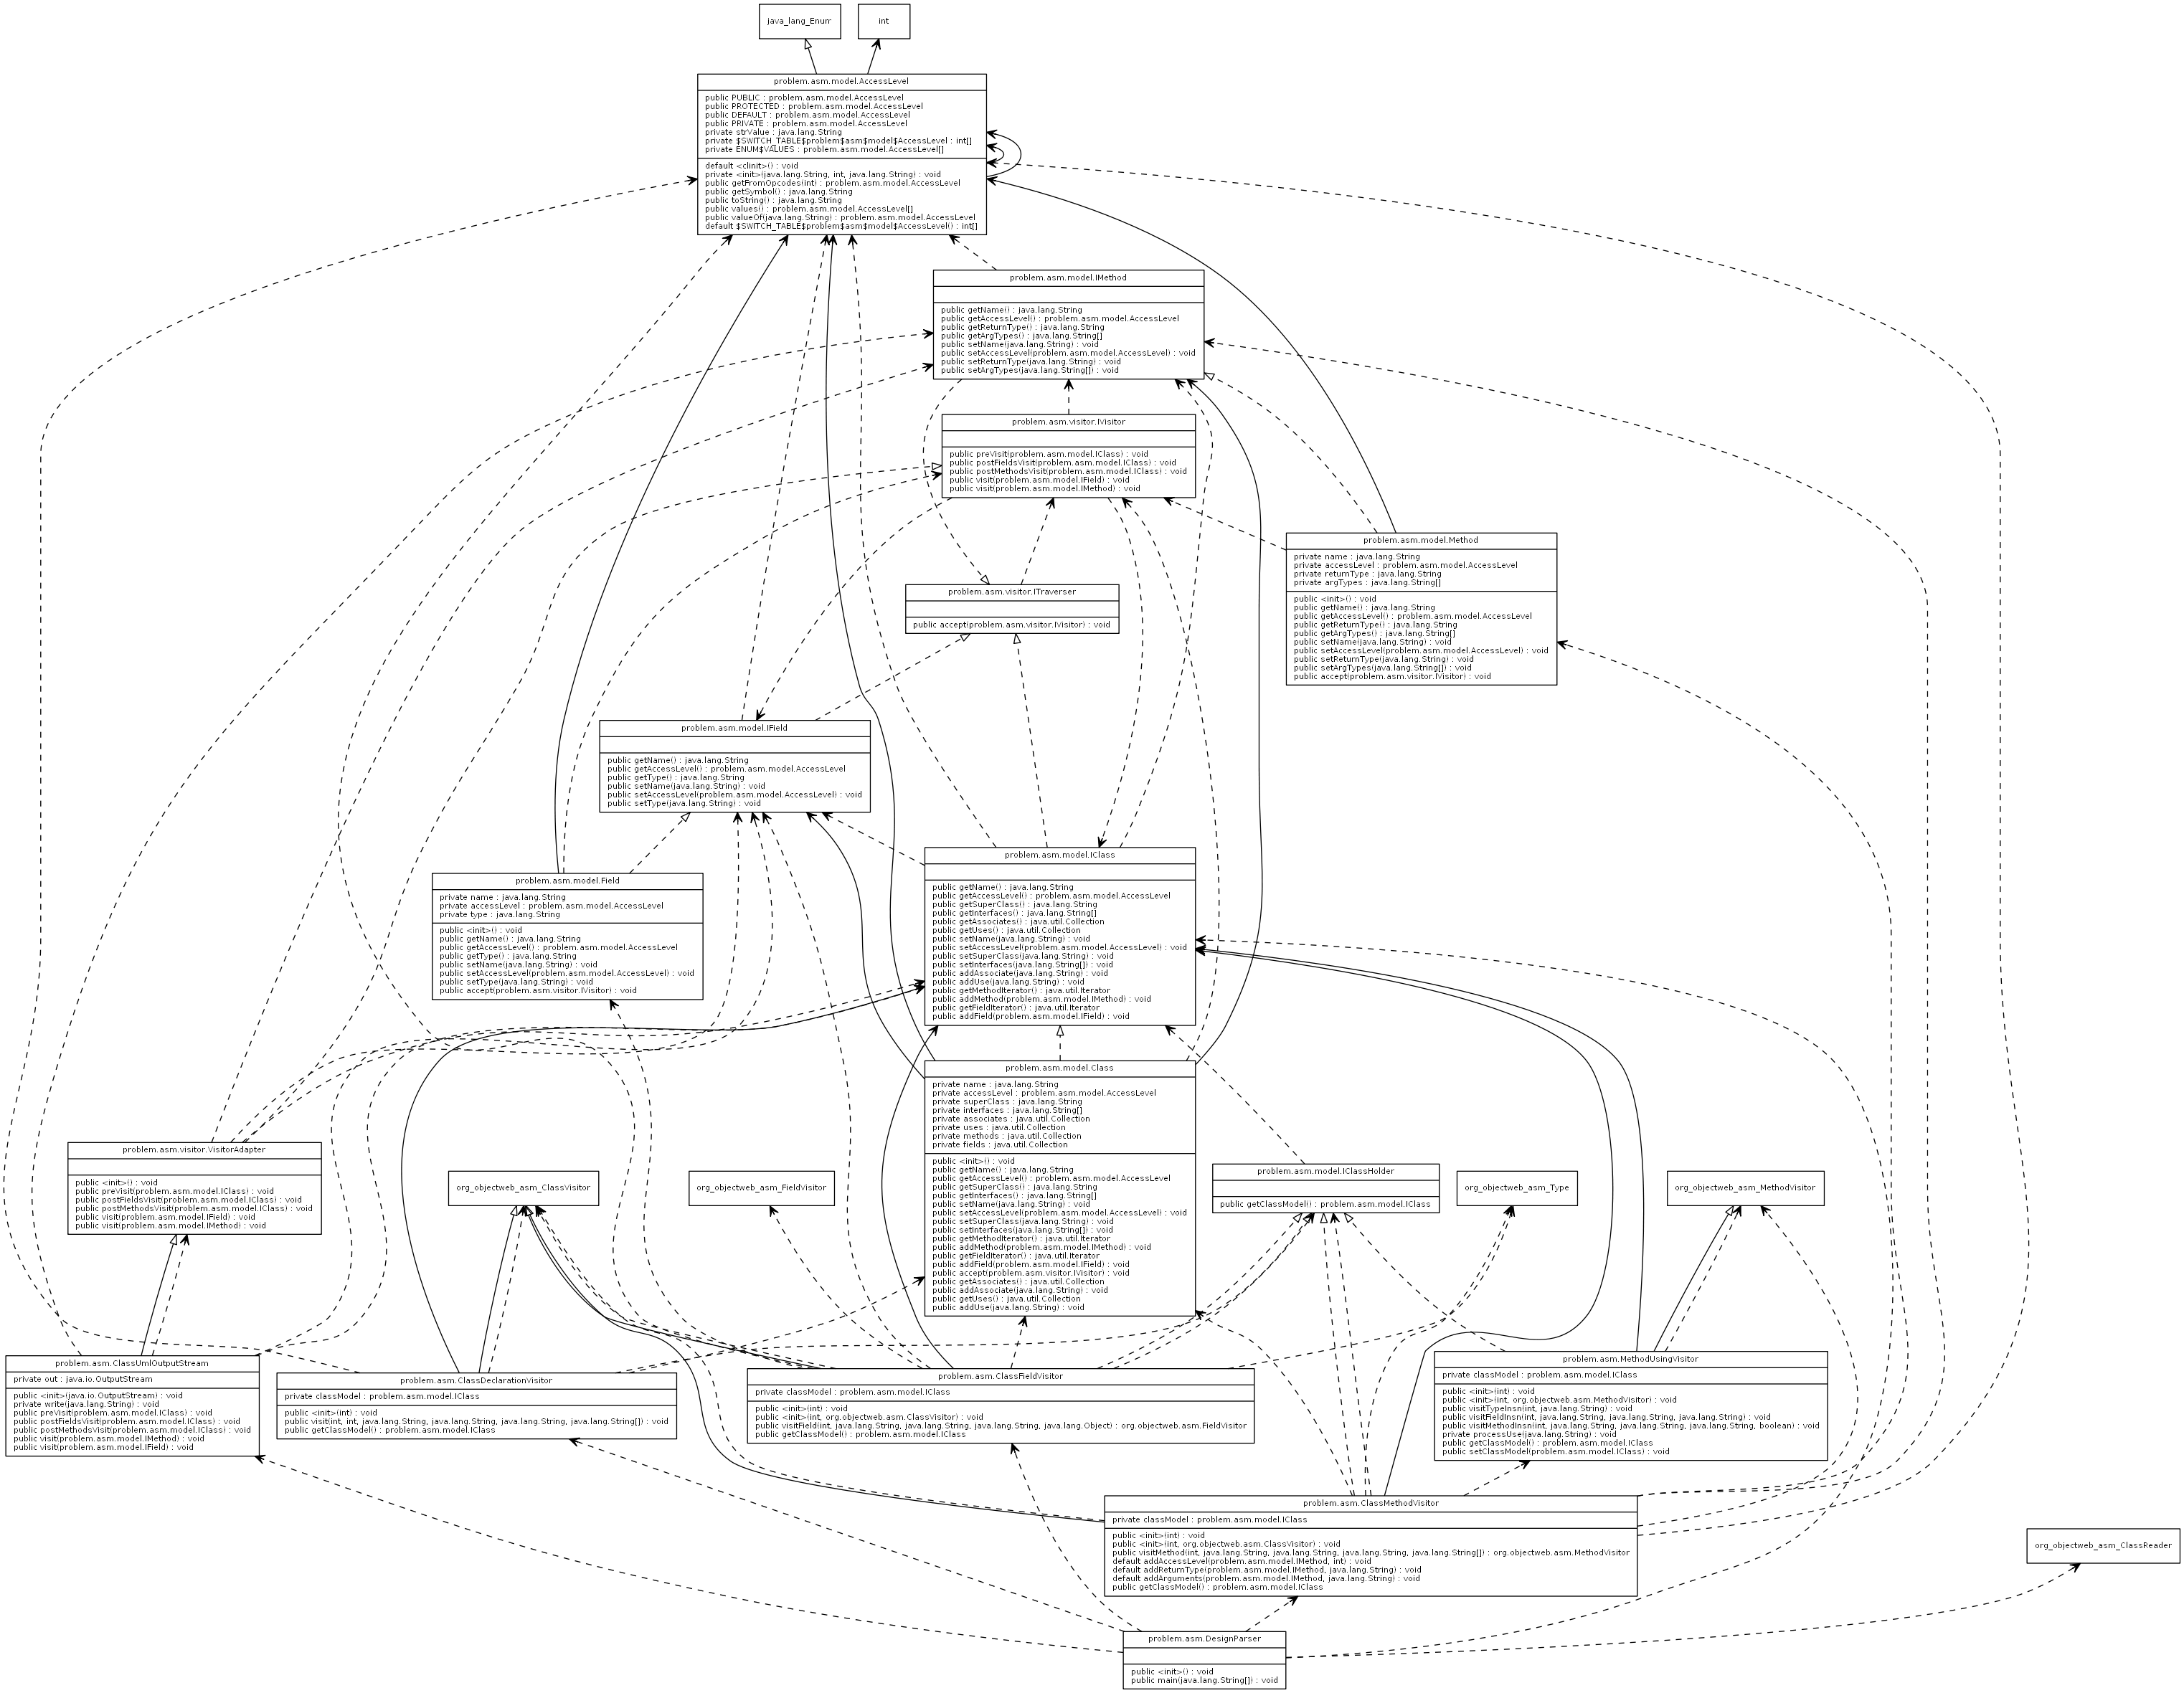 java_lang_Enum
int
problem.asm.model.AccessLevel
public PUBLIC : problem.asm.model.AccessLevel
public PROTECTED : problem.asm.model.AccessLevel
public DEFAULT : problem.asm.model.AccessLevel
public PRIVATE : problem.asm.model.AccessLevel
private strValue : java.lang.String
private $SWITCH_TABLE$problem$asm$model$AccessLevel : int[]
private ENUM$VALUES : problem.asm.model.AccessLevel[]
default <clinit>() : void
private <init>(java.lang.String, int, java.lang.String) : void
public getFromOpcodes(int) : problem.asm.model.AccessLevel
public getSymbol() : java.lang.String
public toString() : java.lang.String
public values() : problem.asm.model.AccessLevel[]
public valueOf(java.lang.String) : problem.asm.model.AccessLevel
default $SWITCH_TABLE$problem$asm$model$AccessLevel() : int[]
problem.asm.model.IMethod
public getName() : java.lang.String
public getAccessLevel() : problem.asm.model.AccessLevel
public getReturnType() : java.lang.String
public getArgTypes() : java.lang.String[]
public setName(java.lang.String) : void
public setAccessLevel(problem.asm.model.AccessLevel) : void
public setReturnType(java.lang.String) : void
public setArgTypes(java.lang.String[]) : void
problem.asm.visitor.IVisitor
public preVisit(problem.asm.model.IClass) : void
public postFieldsVisit(problem.asm.model.IClass) : void
public postMethodsVisit(problem.asm.model.IClass) : void
public visit(problem.asm.model.IField) : void
public visit(problem.asm.model.IMethod) : void
problem.asm.model.Method
private name : java.lang.String
private accessLevel : problem.asm.model.AccessLevel
private returnType : java.lang.String
private argTypes : java.lang.String[]
public <init>() : void
public getName() : java.lang.String
public getAccessLevel() : problem.asm.model.AccessLevel
public getReturnType() : java.lang.String
public getArgTypes() : java.lang.String[]
public setName(java.lang.String) : void
public setAccessLevel(problem.asm.model.AccessLevel) : void
public setReturnType(java.lang.String) : void
public setArgTypes(java.lang.String[]) : void
public accept(problem.asm.visitor.IVisitor) : void
problem.asm.visitor.ITraverser
public accept(problem.asm.visitor.IVisitor) : void
problem.asm.model.IField
public getName() : java.lang.String
public getAccessLevel() : problem.asm.model.AccessLevel
public getType() : java.lang.String
public setName(java.lang.String) : void
public setAccessLevel(problem.asm.model.AccessLevel) : void
public setType(java.lang.String) : void
problem.asm.model.IClass
public getName() : java.lang.String
public getAccessLevel() : problem.asm.model.AccessLevel
public getSuperClass() : java.lang.String
public getInterfaces() : java.lang.String[]
public getAssociates() : java.util.Collection
public getUses() : java.util.Collection
public setName(java.lang.String) : void
public setAccessLevel(problem.asm.model.AccessLevel) : void
public setSuperClass(java.lang.String) : void
public setInterfaces(java.lang.String[]) : void
public addAssociate(java.lang.String) : void
public addUse(java.lang.String) : void
public getMethodIterator() : java.util.Iterator
public addMethod(problem.asm.model.IMethod) : void
public getFieldIterator() : java.util.Iterator
public addField(problem.asm.model.IField) : void
problem.asm.model.Field
private name : java.lang.String
private accessLevel : problem.asm.model.AccessLevel
private type : java.lang.String
public <init>() : void
public getName() : java.lang.String
public getAccessLevel() : problem.asm.model.AccessLevel
public getType() : java.lang.String
public setName(java.lang.String) : void
public setAccessLevel(problem.asm.model.AccessLevel) : void
public setType(java.lang.String) : void
public accept(problem.asm.visitor.IVisitor) : void
problem.asm.model.Class
private name : java.lang.String
private accessLevel : problem.asm.model.AccessLevel
private superClass : java.lang.String
private interfaces : java.lang.String[]
private associates : java.util.Collection
private uses : java.util.Collection
private methods : java.util.Collection
private fields : java.util.Collection
public <init>() : void
public getName() : java.lang.String
public getAccessLevel() : problem.asm.model.AccessLevel
public getSuperClass() : java.lang.String
public getInterfaces() : java.lang.String[]
public setName(java.lang.String) : void
public setAccessLevel(problem.asm.model.AccessLevel) : void
public setSuperClass(java.lang.String) : void
public setInterfaces(java.lang.String[]) : void
public getMethodIterator() : java.util.Iterator
public addMethod(problem.asm.model.IMethod) : void
public getFieldIterator() : java.util.Iterator
public addField(problem.asm.model.IField) : void
public accept(problem.asm.visitor.IVisitor) : void
public getAssociates() : java.util.Collection
public addAssociate(java.lang.String) : void
public getUses() : java.util.Collection
public addUse(java.lang.String) : void
problem.asm.visitor.VisitorAdapter
public <init>() : void
public preVisit(problem.asm.model.IClass) : void
public postFieldsVisit(problem.asm.model.IClass) : void
public postMethodsVisit(problem.asm.model.IClass) : void
public visit(problem.asm.model.IField) : void
public visit(problem.asm.model.IMethod) : void
org_objectweb_asm_ClassVisitor
org_objectweb_asm_FieldVisitor
problem.asm.model.IClassHolder
public getClassModel() : problem.asm.model.IClass
org_objectweb_asm_Type
org_objectweb_asm_MethodVisitor
problem.asm.ClassUmlOutputStream
private out : java.io.OutputStream
public <init>(java.io.OutputStream) : void
private write(java.lang.String) : void
public preVisit(problem.asm.model.IClass) : void
public postFieldsVisit(problem.asm.model.IClass) : void
public postMethodsVisit(problem.asm.model.IClass) : void
public visit(problem.asm.model.IMethod) : void
public visit(problem.asm.model.IField) : void
problem.asm.ClassDeclarationVisitor
private classModel : problem.asm.model.IClass
public <init>(int) : void
public visit(int, int, java.lang.String, java.lang.String, java.lang.String, java.lang.String[]) : void
public getClassModel() : problem.asm.model.IClass
problem.asm.ClassFieldVisitor
private classModel : problem.asm.model.IClass
public <init>(int) : void
public <init>(int, org.objectweb.asm.ClassVisitor) : void
public visitField(int, java.lang.String, java.lang.String, java.lang.String, java.lang.Object) : org.objectweb.asm.FieldVisitor
public getClassModel() : problem.asm.model.IClass
problem.asm.MethodUsingVisitor
private classModel : problem.asm.model.IClass
public <init>(int) : void
public <init>(int, org.objectweb.asm.MethodVisitor) : void
public visitTypeInsn(int, java.lang.String) : void
public visitFieldInsn(int, java.lang.String, java.lang.String, java.lang.String) : void
public visitMethodInsn(int, java.lang.String, java.lang.String, java.lang.String, boolean) : void
private processUse(java.lang.String) : void
public getClassModel() : problem.asm.model.IClass
public setClassModel(problem.asm.model.IClass) : void
problem.asm.ClassMethodVisitor
private classModel : problem.asm.model.IClass
public <init>(int) : void
public <init>(int, org.objectweb.asm.ClassVisitor) : void
public visitMethod(int, java.lang.String, java.lang.String, java.lang.String, java.lang.String[]) : org.objectweb.asm.MethodVisitor
default addAccessLevel(problem.asm.model.IMethod, int) : void
default addReturnType(problem.asm.model.IMethod, java.lang.String) : void
default addArguments(problem.asm.model.IMethod, java.lang.String) : void
public getClassModel() : problem.asm.model.IClass
org_objectweb_asm_ClassReader
problem.asm.DesignParser
public <init>() : void
public main(java.lang.String[]) : void